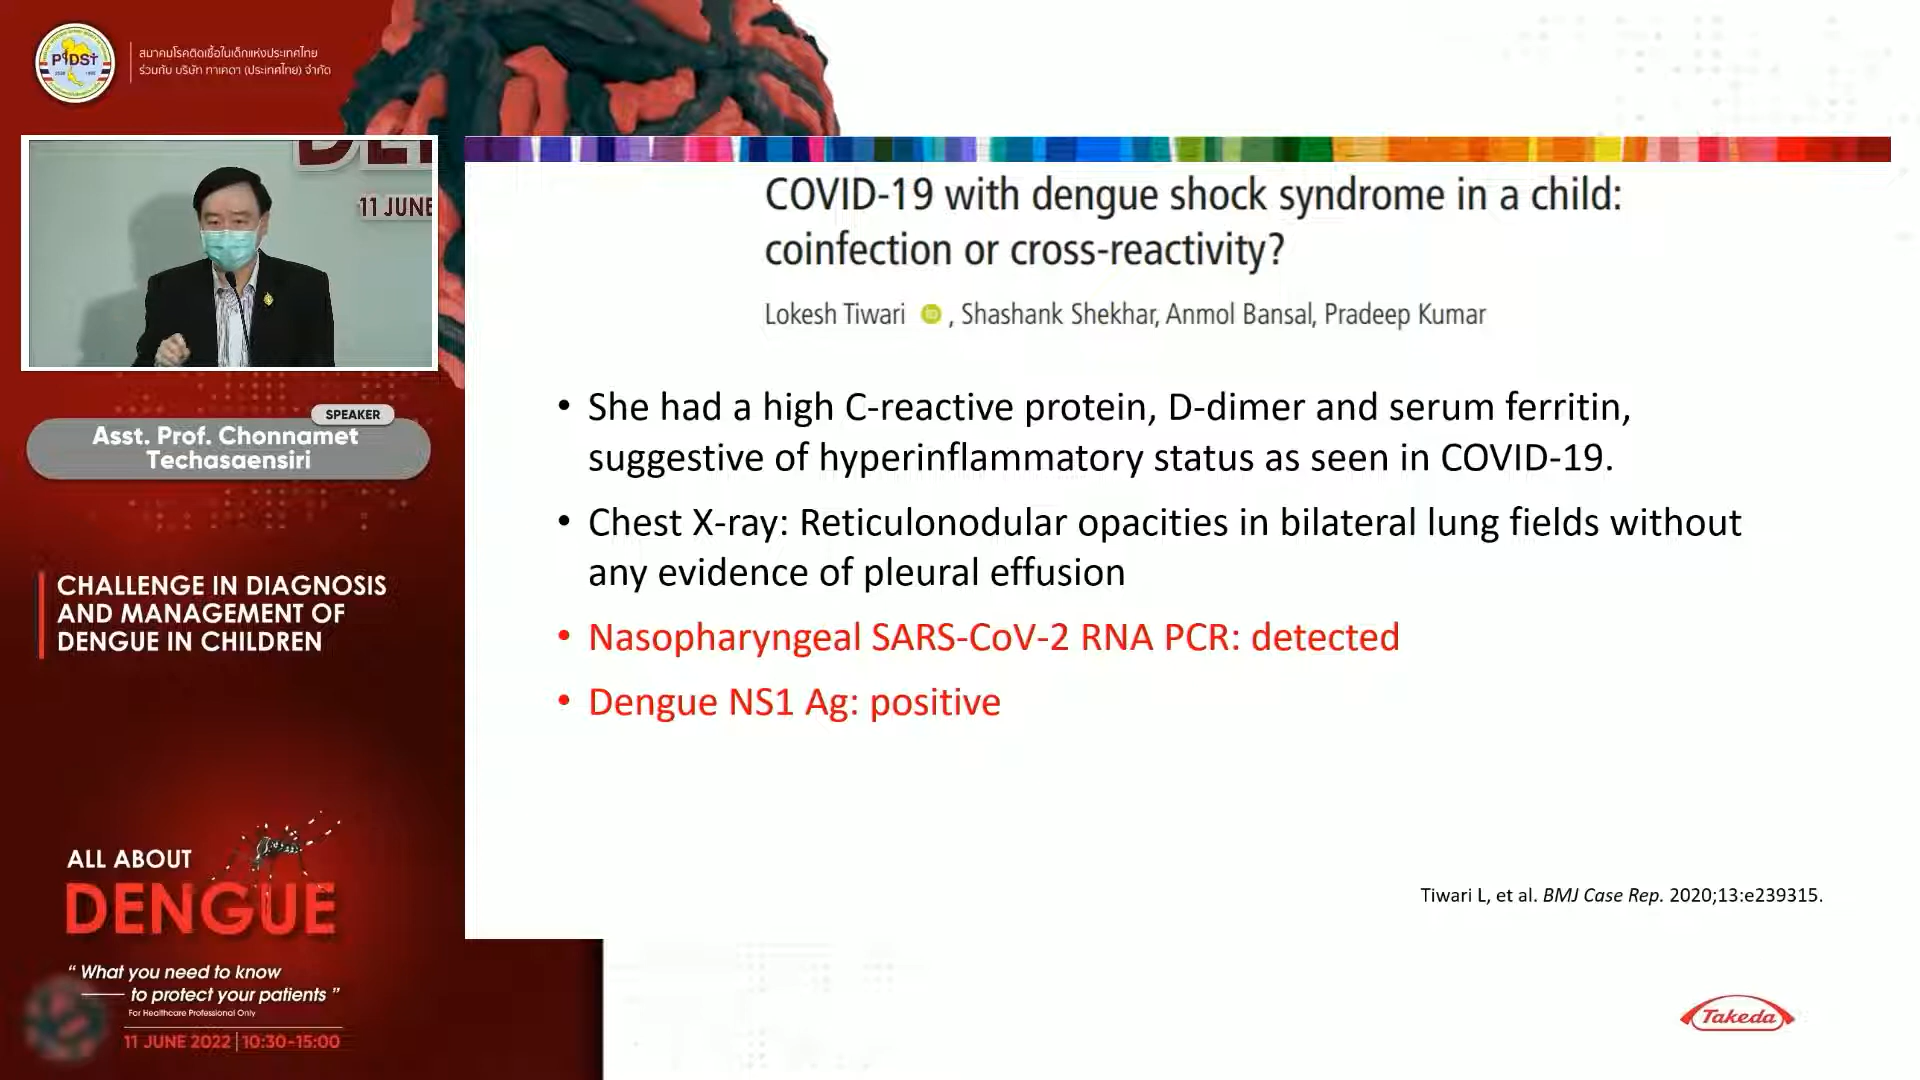 PIDST
สมาคมโรคติดเชื้อในเด็กแห่งประเทศไทย
ร่วมกับ บริษัท ทาเคดา (ประเทศไทย) จำกัด
11 JUNE
SPEAKER
Asst. Prof. Chonnamet
Techasaensiri
CHALLENGE IN DIAGNOSIS
AND MANAGEMENT OF
DENGUE IN CHILDREN
ALL ABOUT
DENGUE
“ What you need to know
to protect your patients ”
For Healthcare Professional Only
11 JUNE 2022 | 10:30-15:00
COVID-19 with dengue shock syndrome in a child:
coinfection or cross-reactivity?
Lokesh Tiwari iD , Shashank Shekhar, Anmol Bansal, Pradeep Kumar
• She had a high C-reactive protein, D-dimer and serum ferritin,
suggestive of hyperinflammatory status as seen in COVID-19.
• Chest X-ray: Reticulonodular opacities in bilateral lung fields without
any evidence of pleural effusion
• Nasopharyngeal SARS-CoV-2 RNA PCR: detected
• Dengue NS1 Ag: positive
Tiwari L, et al. BMJ Case Rep. 2020;13:e239315.
Takeda